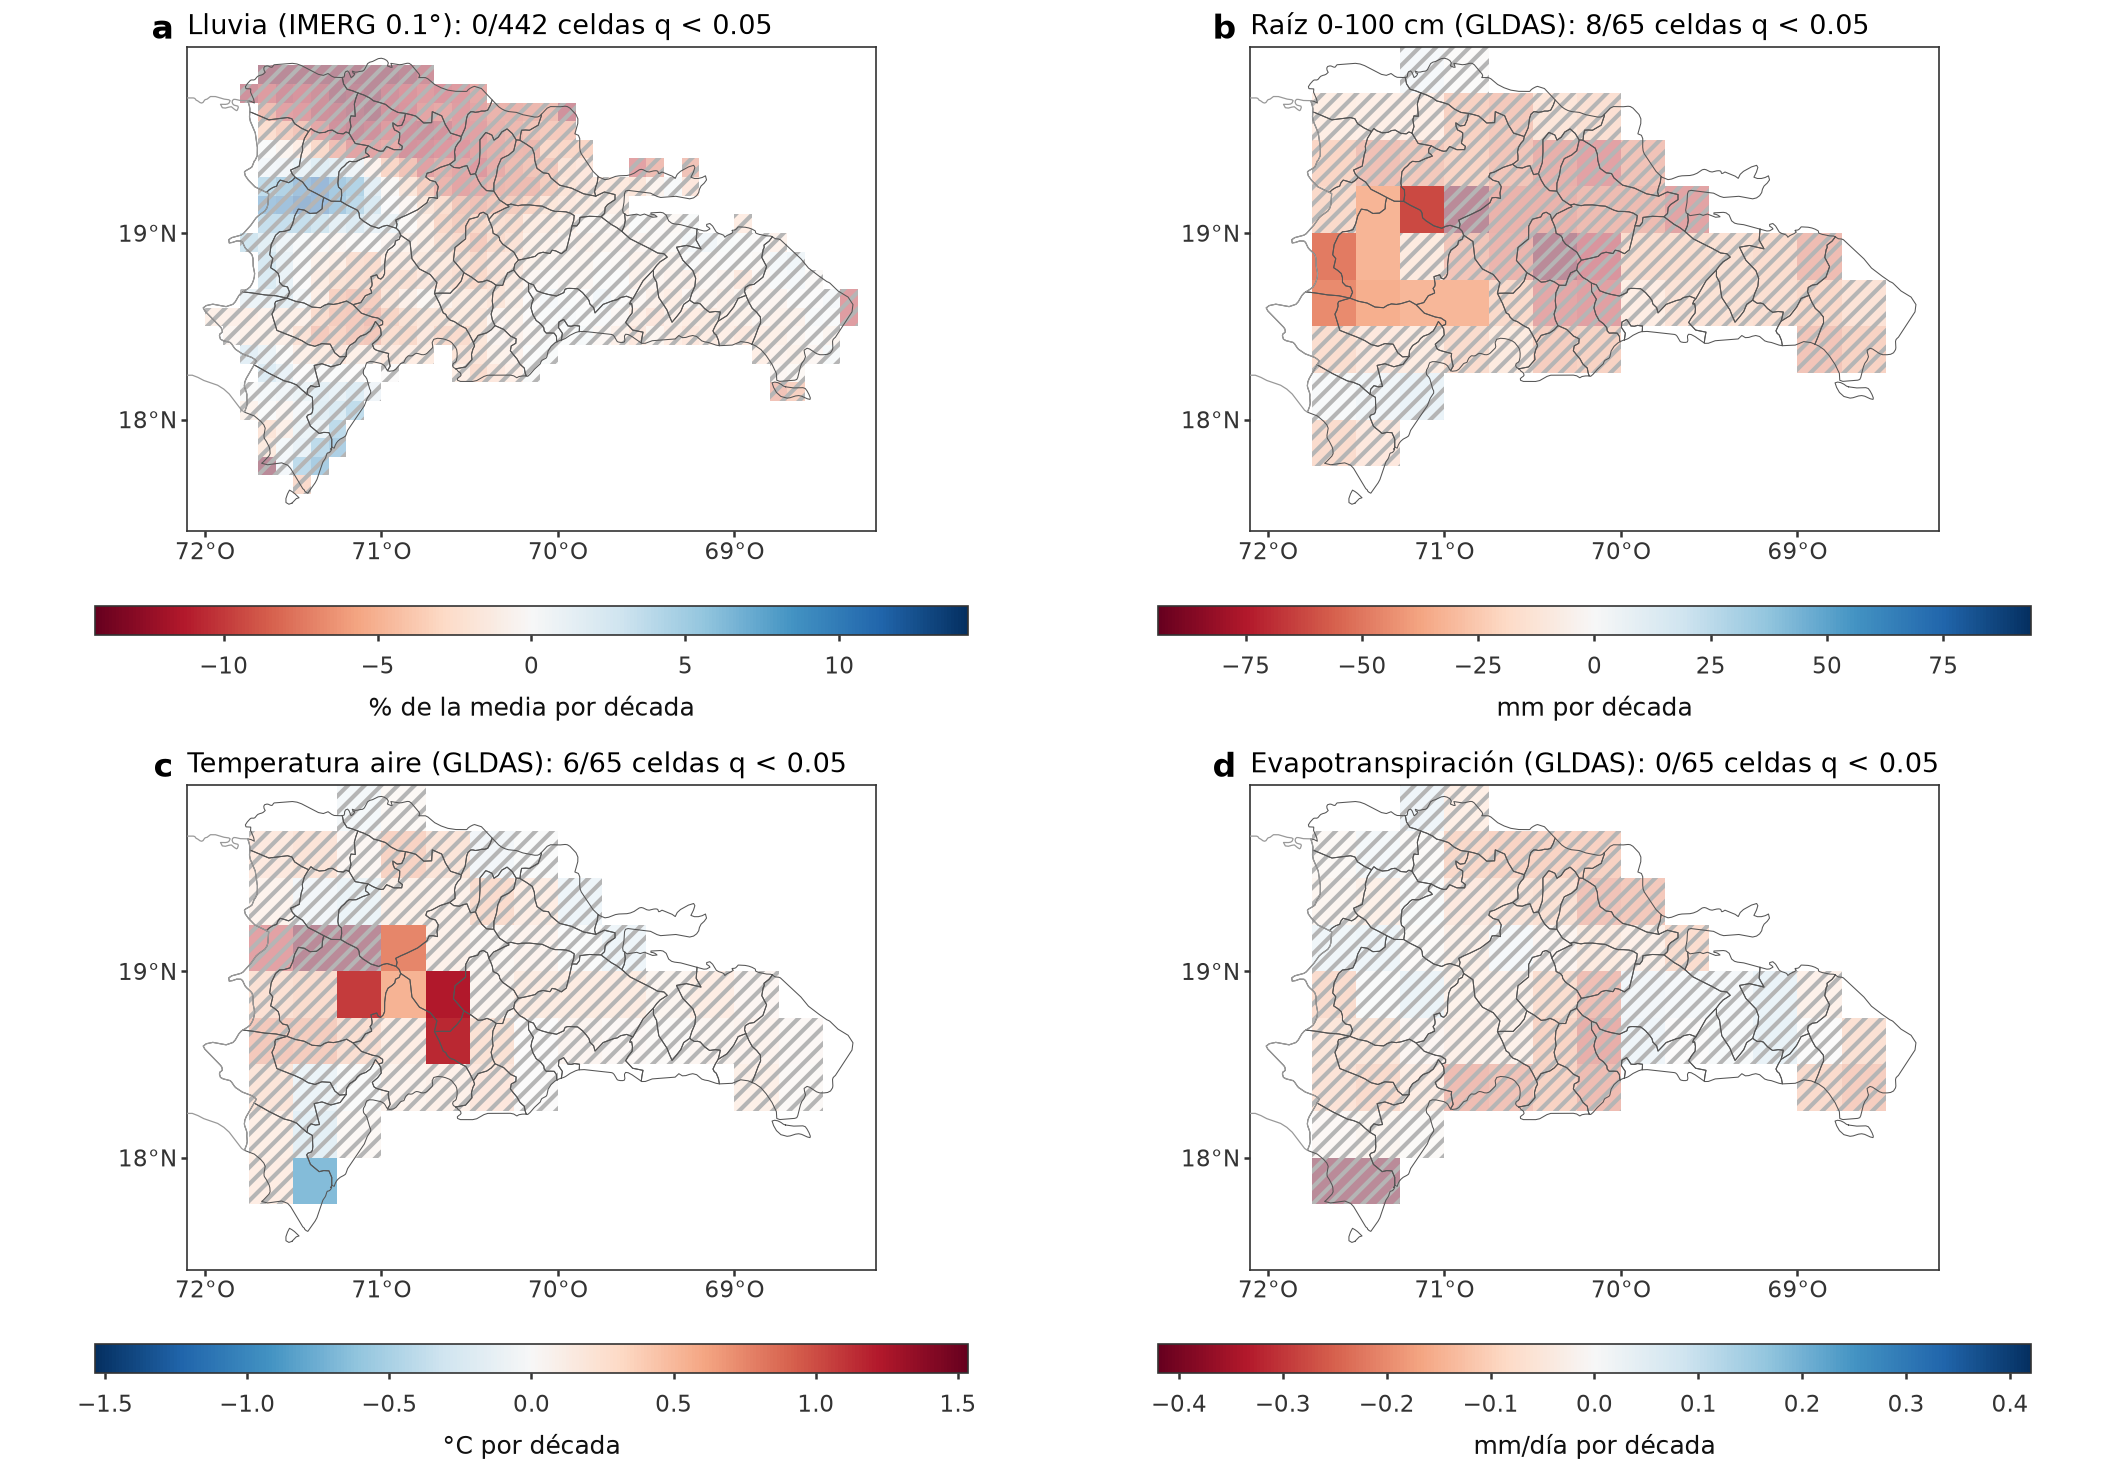 a Lluvia (IMERG 0.1°): 0/442 celdas q < 0.05
19°N
18°N
72°O 71°O 70°O 69°O
−10 −5 0 5 10
% de la media por década
b Raíz 0-100 cm (GLDAS): 8/65 celdas q < 0.05
19°N
18°N
72°O 71°O 70°O 69°O
−75 −50 −25 0 25 50 75
mm por década
c Temperatura aire (GLDAS): 6/65 celdas q < 0.05
19°N
18°N
72°O 71°O 70°O 69°O
−1.5 −1.0 −0.5 0.0 0.5 1.0 1.5
°C por década
d Evapotranspiración (GLDAS): 0/65 celdas q < 0.05
19°N
18°N
72°O 71°O 70°O 69°O
−0.4 −0.3 −0.2 −0.1 0.0 0.1 0.2 0.3 0.4
mm/día por década